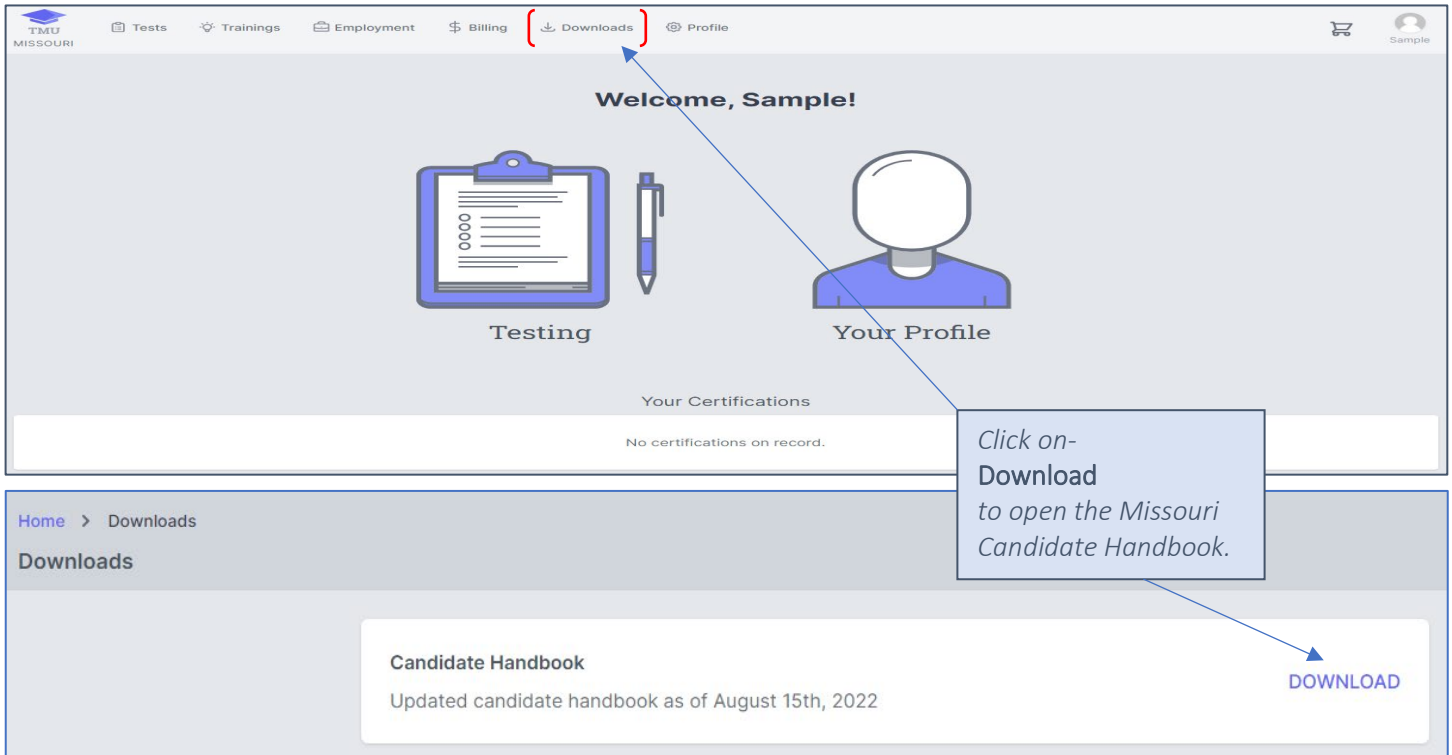 TMU
MISSOURI
Tests
Trainings
Employment
$ Billing
Downloads
Profile
Sample
Welcome, Sample!
Testing
Your Profile
Your Certifications
No certifications on record.
Click on-
Download
to open the Missouri
Candidate Handbook.
Home > Downloads
Downloads
Candidate Handbook
Updated candidate handbook as of August 15th, 2022
DOWNLOAD